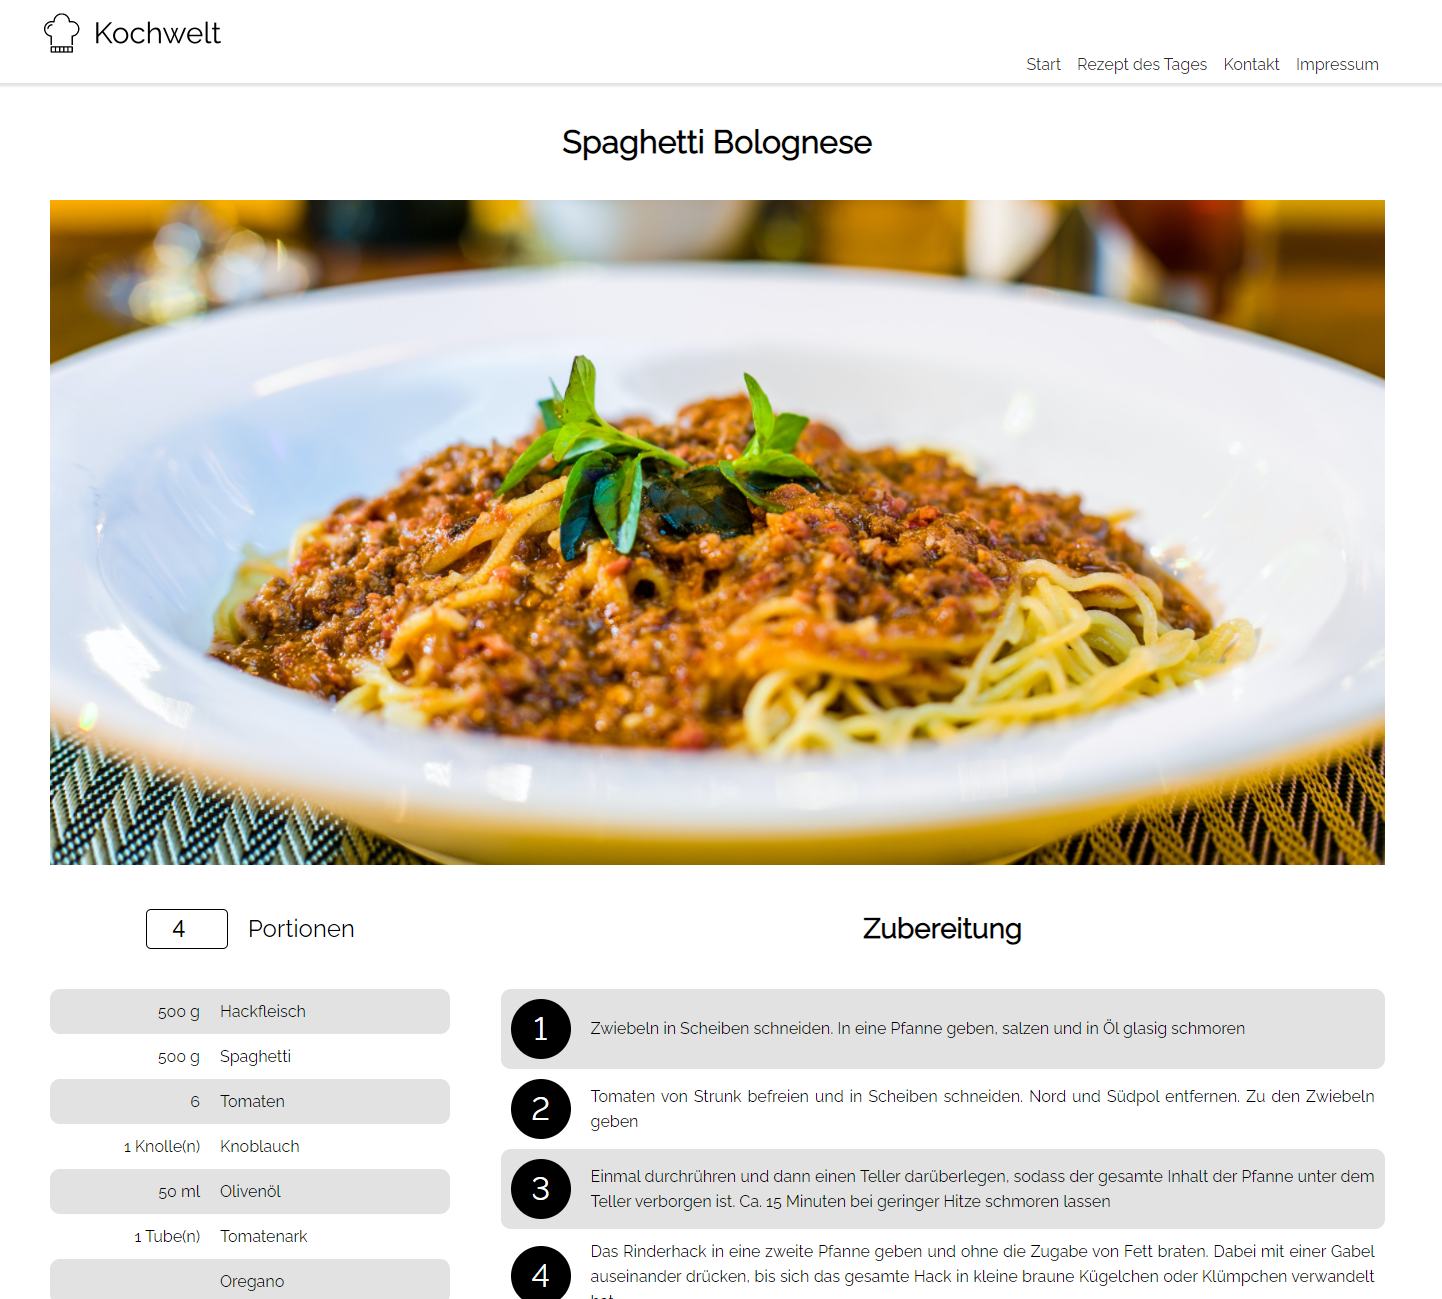 Kochwelt
Start Rezept des Tages Kontakt Impressum
Spaghetti Bolognese
4 Portionen
500 g Hackfleisch
500 g Spaghetti
6 Tomaten
1 Knolle(n) Knoblauch
50 ml Olivenöl
1 Tube(n) Tomatenark
Oregano
Zubereitung
1 Zwiebeln in Scheiben schneiden. In eine Pfanne geben, salzen und in Öl glasig schmoren
2 Tomaten von Strunk befreien und in Scheiben schneiden. Nord und Südpol entfernen. Zu den Zwiebeln
geben
3 Einmal durchrühren und dann einen Teller darüberlegen, sodass der gesamte Inhalt der Pfanne unter dem
Teller verborgen ist. Ca. 15 Minuten bei geringer Hitze schmoren lassen
4 Das Rinderhack in eine zweite Pfanne geben und ohne die Zugabe von Fett braten. Dabei mit einer Gabel
auseinander drücken, bis sich das gesamte Hack in kleine braune Kügelchen oder Klümpchen verwandelt